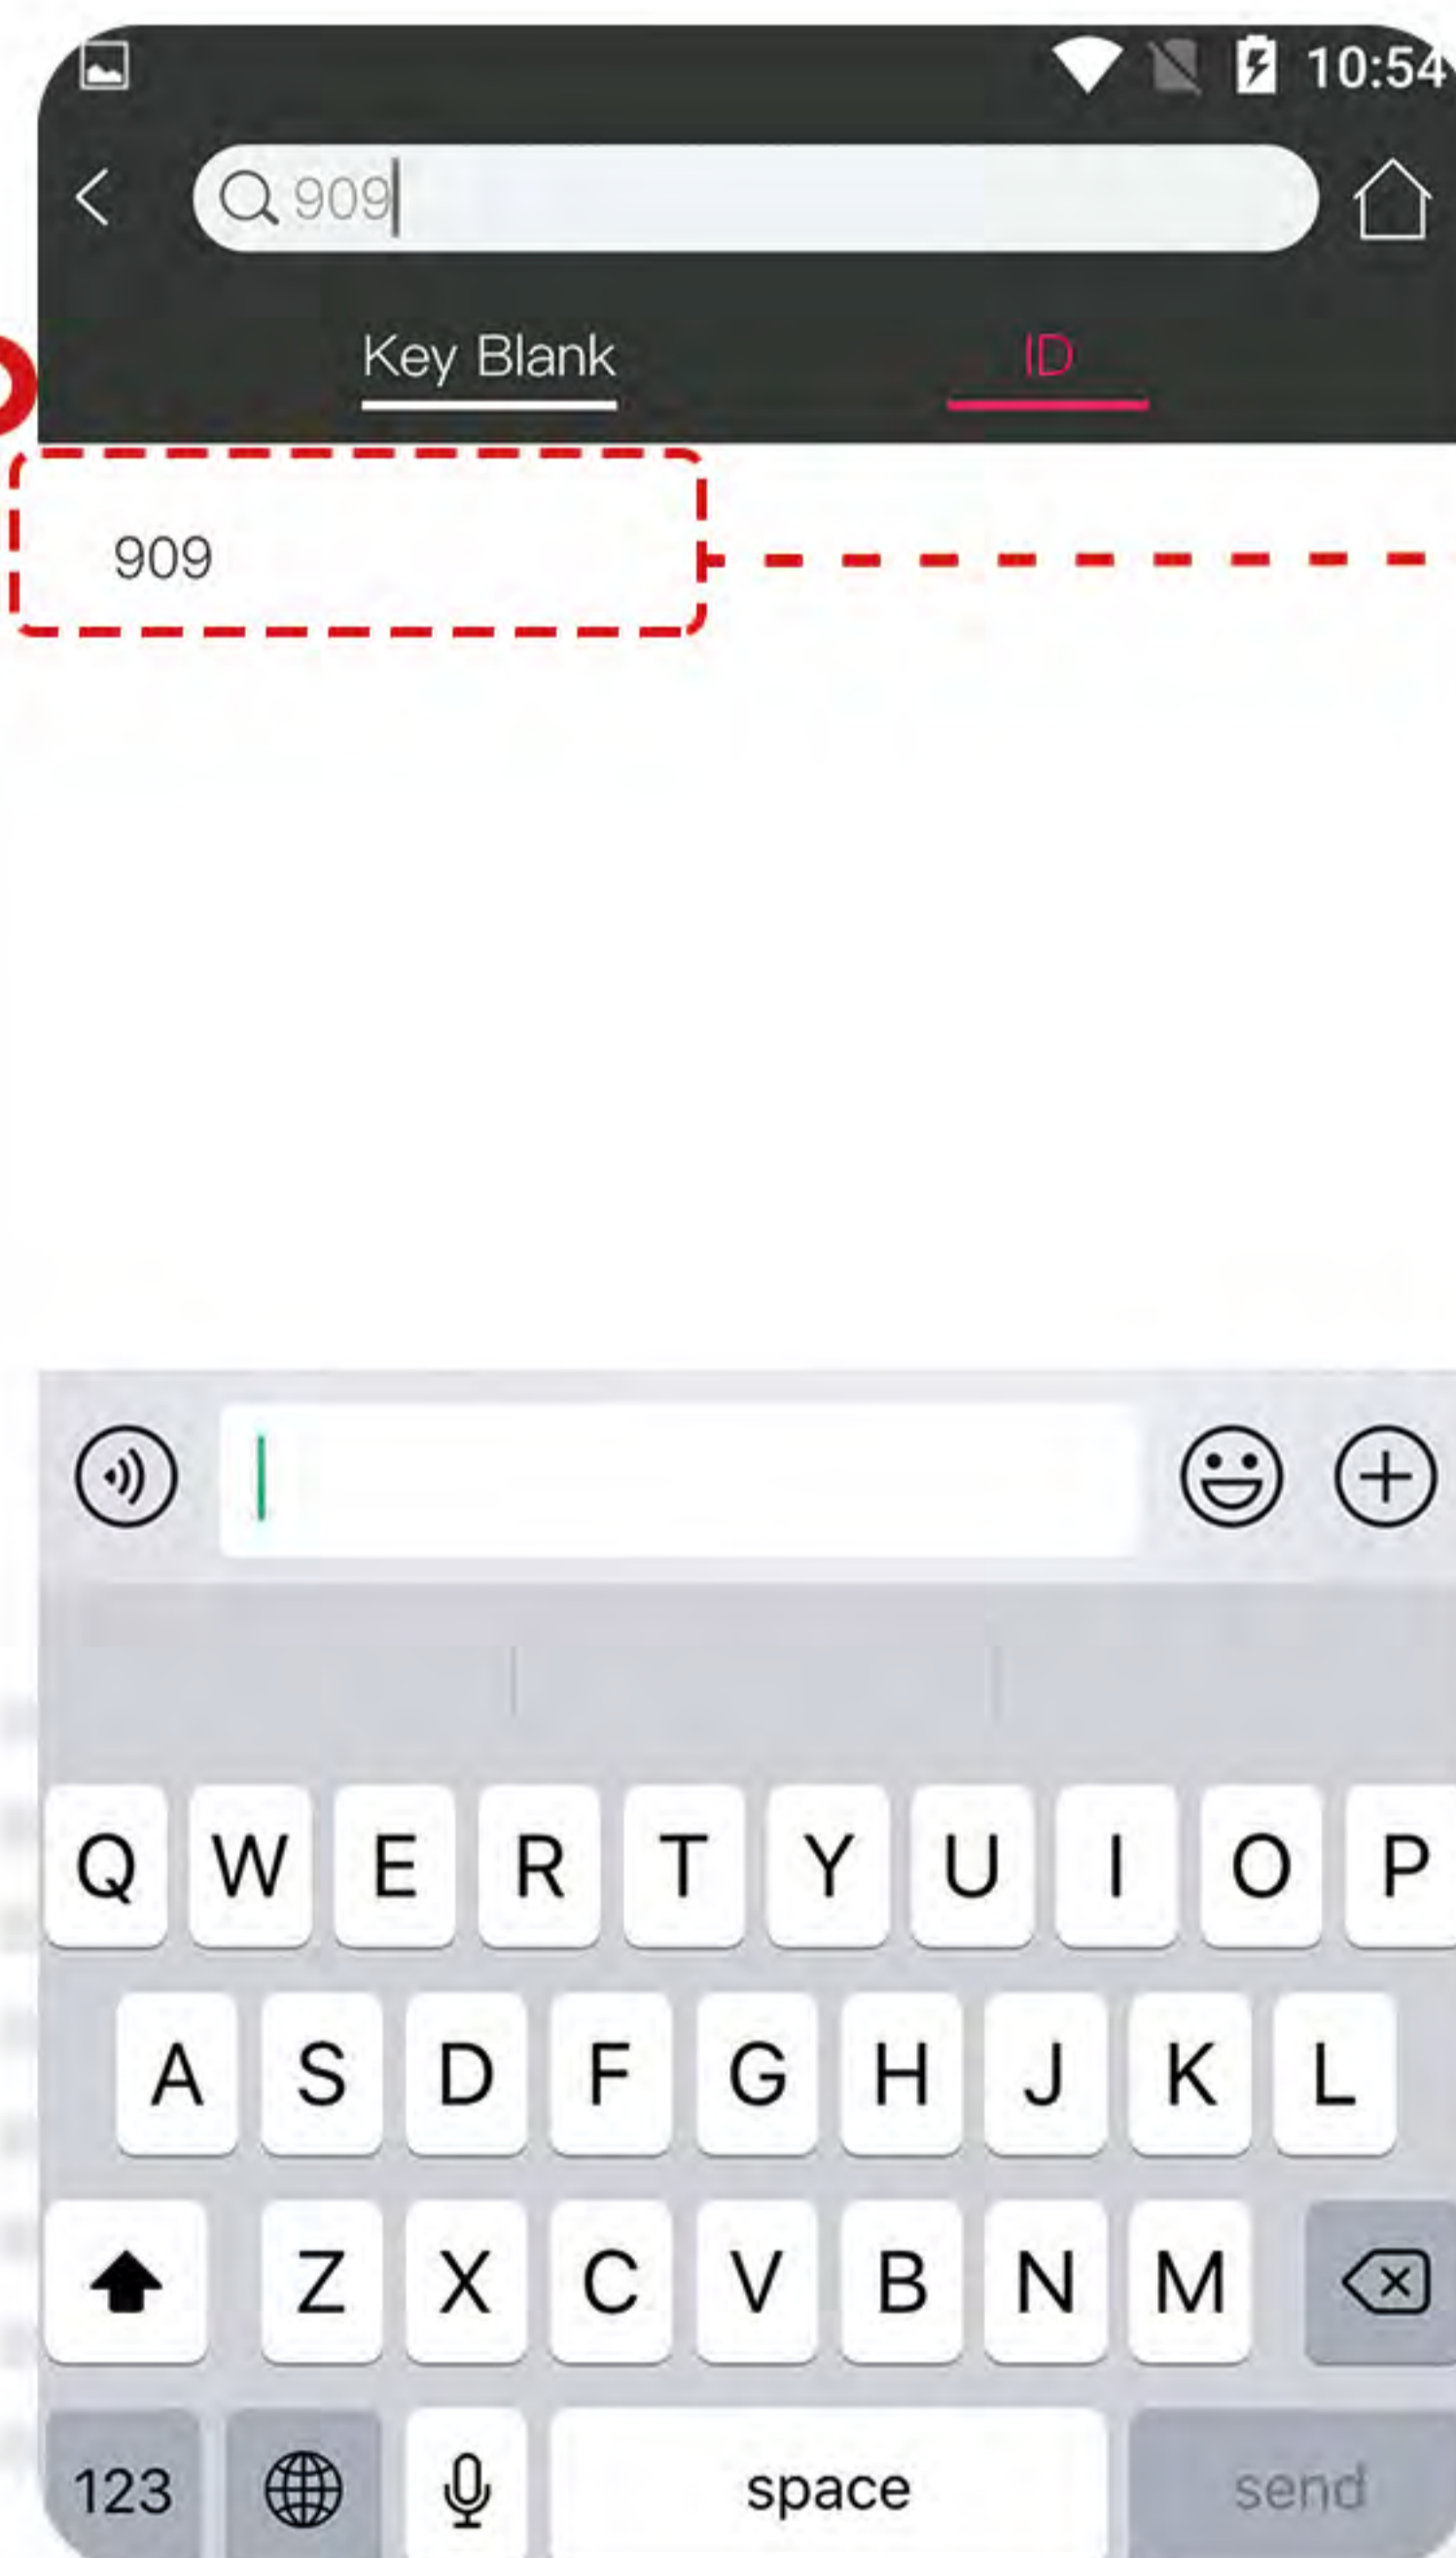 10:54
909
Key Blank ID
909
Q W E R T Y U I O P
A S D F G H J K L
Z X C V B N M
123 space send